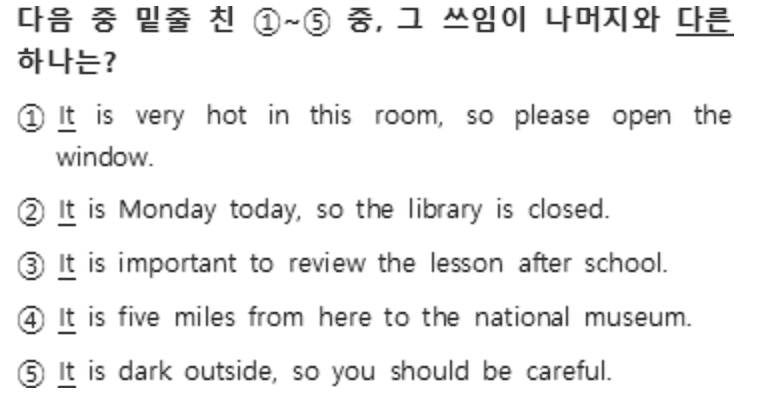 다음 중 밑줄 친 ①~⑤ 중, 그 쓰임이 나머지와 다른
하나는?
① It is very hot in this room, so please open the
window.
② It is Monday today, so the library is closed.
③ It is important to review the lesson after school.
④ It is five miles from here to the national museum.
⑤ It is dark outside, so you should be careful.